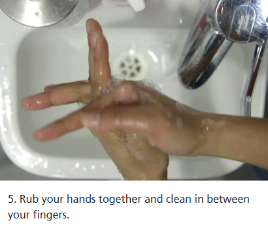 5. Rub your hands together and clean in between
your fingers.